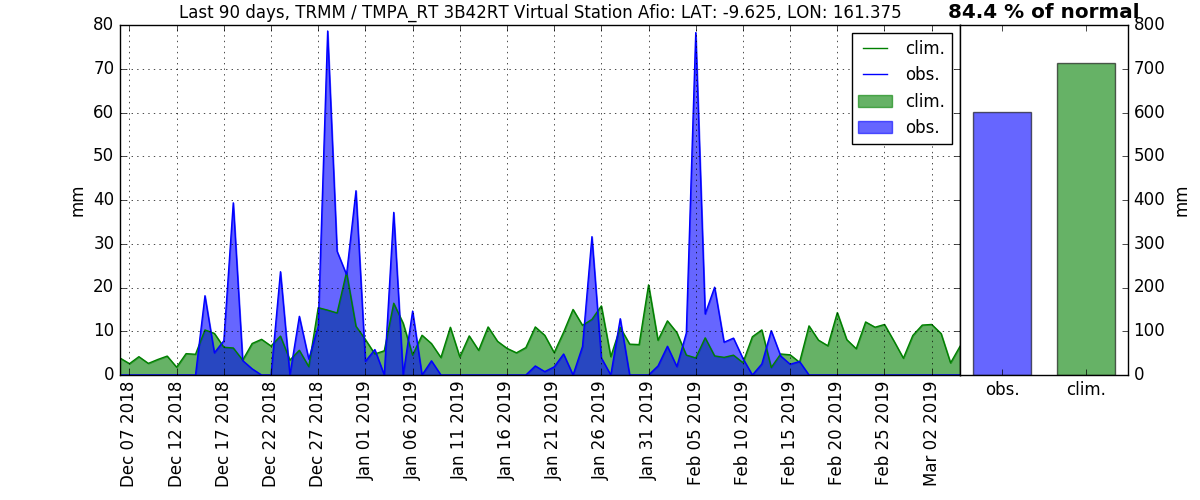 Last 90 days, TRMM / TMPA_RT 3B42RT Virtual Station Afio: LAT: -9.625, LON: 161.375
84.4 % of normal
80
70
60
50
40
30
20
10
0
mm
clim.
obs.
clim.
obs.
Dec 07 2018
Dec 12 2018
Dec 17 2018
Dec 22 2018
Dec 27 2018
Jan 01 2019
Jan 06 2019
Jan 11 2019
Jan 16 2019
Jan 21 2019
Jan 26 2019
Jan 31 2019
Feb 05 2019
Feb 10 2019
Feb 15 2019
Feb 20 2019
Feb 25 2019
Mar 02 2019
800
700
600
500
400
300
200
100
0
mm
obs.
clim.